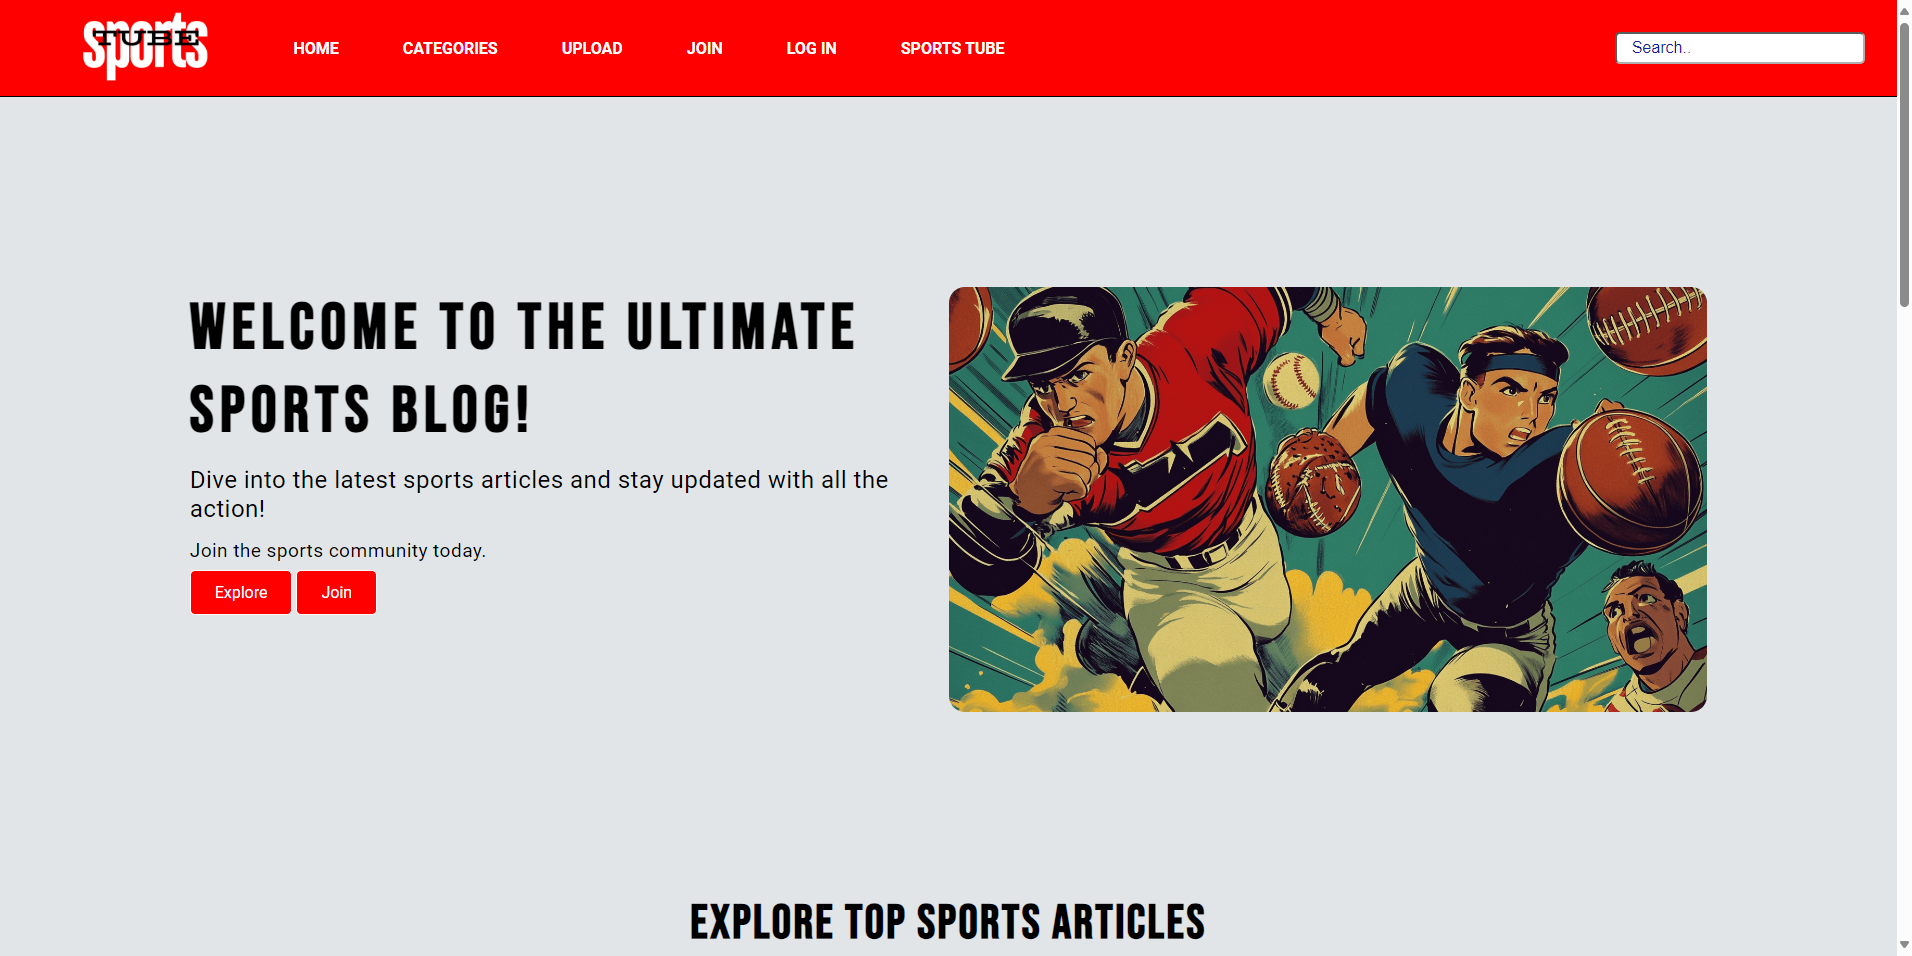 sports
TUBE
HOME
CATEGORIES
UPLOAD
JOIN
LOG IN
SPORTS TUBE
Search..
WELCOME TO THE ULTIMATE
SPORTS BLOG!
Dive into the latest sports articles and stay updated with all the
action!
Join the sports community today.
Explore
Join
EXPLORE TOP SPORTS ARTICLES